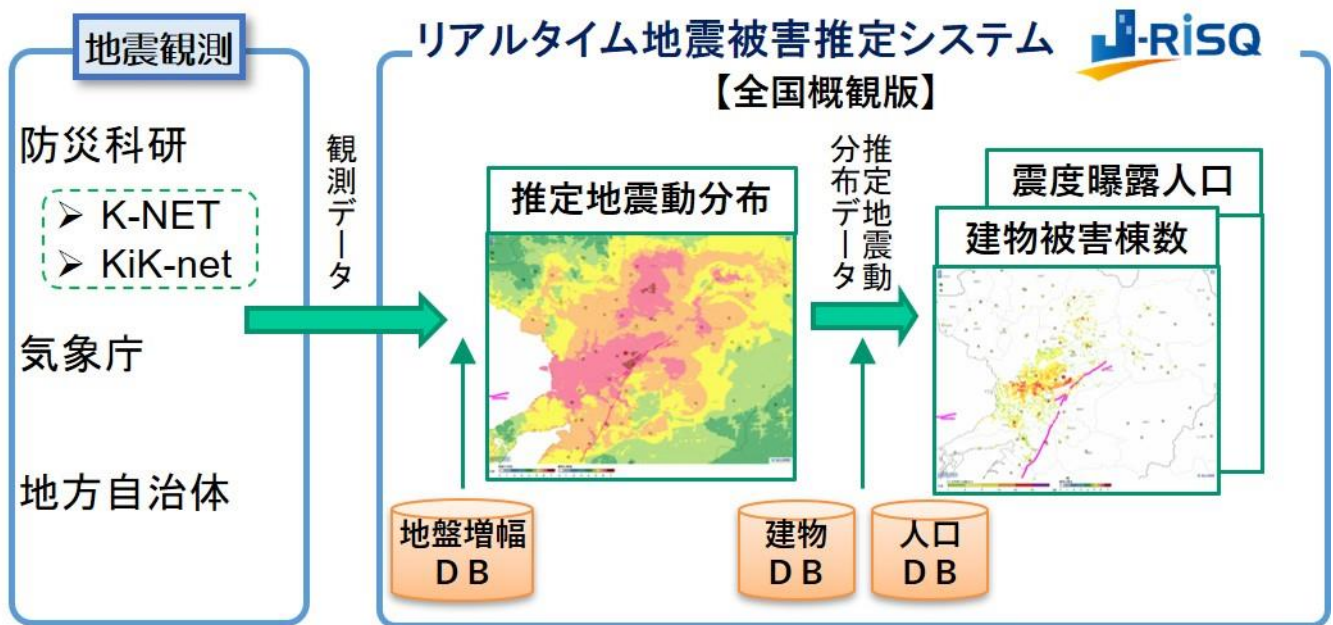 地震観測
防災科研
➢ K-NET
➢ KiK-net
気象庁
地方自治体
観測データ
リアルタイム地震被害推定システム
J-RiSQ
【全国概観版】
推定地震動分布
地盤増幅
ＤＢ
推定地震動
分布データ
建物
ＤＢ
人口
ＤＢ
震度曝露人口
建物被害棟数